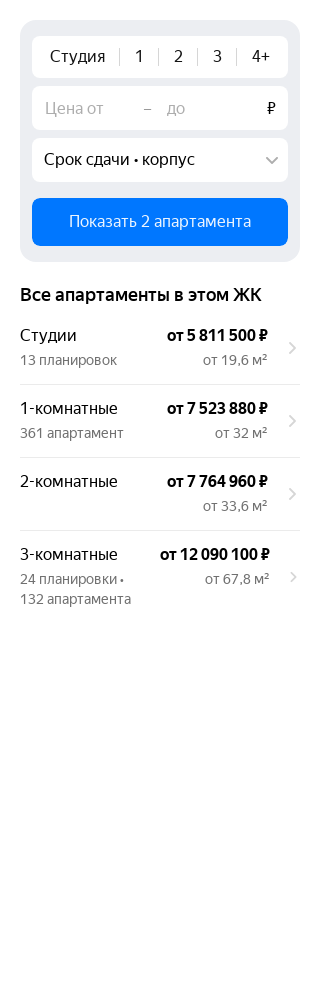 Студия 1 2 3 4+
Цена от – до ₽
Срок сдачи • корпус
Показать 2 апартамента
Все апартаменты в этом ЖК
Студии от 5 811 500 ₽
13 планировок от 19,6 м²
1-комнатные от 7 523 880 ₽
361 апартамент от 32 м²
2-комнатные от 7 764 960 ₽
от 33,6 м²
3-комнатные от 12 090 100 ₽
24 планировки • от 67,8 м²
132 апартамента